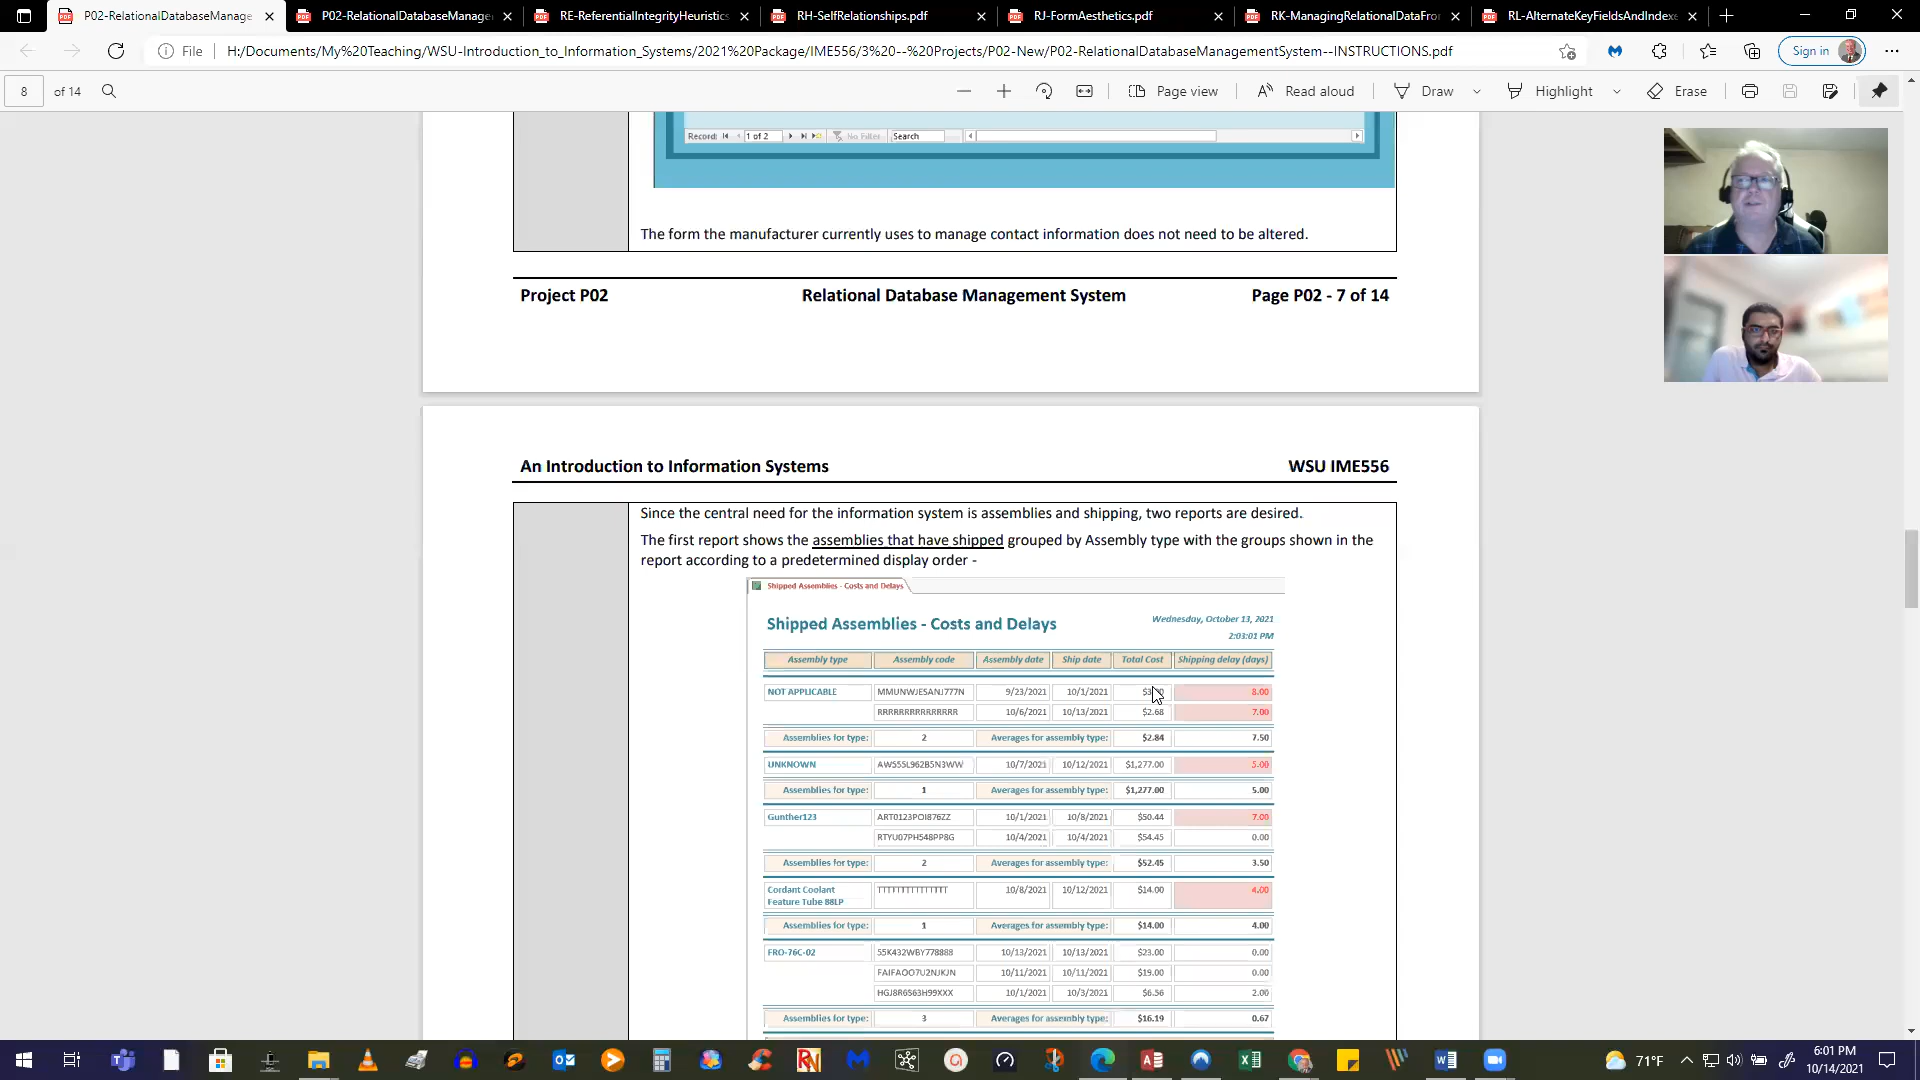 P02-RelationalDatabaseManage
P02-RelationalDatabaseManage
RE-ReferentialIntegrityHeuristics
RH-SelfRelationships.pdf
RJ-FormAesthetics.pdf
RK-ManagingRelationalDataFro
RL-AlternateKeyFieldsAndIndex
File
H:/Documents/My%20Teaching/WSU-Introduction_to_Information_Systems/2021%20Package/IME556/3%20--%20Projects/P02-New/P02-RelationalDatabaseManagementSystem--INSTRUCTIONS.pdf
Sign in
8 of 14
Page view
Read aloud
Draw
Highlight
Erase
Record: 1 of 2 No Filter Search
The form the manufacturer currently uses to manage contact information does not need to be altered.
Project P02 Relational Database Management System Page P02 - 7 of 14
An Introduction to Information Systems WSU IME556
Since the central need for the information system is assemblies and shipping, two reports are desired.
The first report shows the assemblies that have shipped grouped by Assembly type with the groups shown in the
report according to a predetermined display order -
Shipped Assemblies - Costs and Delays
Shipped Assemblies - Costs and Delays
Wednesday, October 13, 2021
2:03:01 PM
Assembly type Assembly code Assembly date Ship date Total Cost Shipping delay (days)
NOT APPLICABLE MMUNWJESANJ777N 9/23/2021 10/1/2021 8.00
RRRRRRRRRRRRRRR 10/6/2021 10/13/2021 $2.68 7.00
Assemblies for type: 2 Averages for assembly type: $2.84 7.50
UNKNOWN AWS55L962B5N3WW 10/7/2021 10/12/2021 $1,277.00 5.00
Assemblies for type: 1 Averages for assembly type: $1,277.00 5.00
Gunther123 ART0123POI876ZZ 10/1/2021 10/8/2021 $50.44 7.00
RTYU07PH548PP8G 10/4/2021 10/4/2021 $54.45 0.00
Assemblies for type: 2 Averages for assembly type: $52.45 3.50
Cordant Coolant TTTTTTTTTTTTTTT 10/8/2021 10/12/2021 $14.00 4.00
Feature Tube 88LP
Assemblies for type: 1 Averages for assembly type: $14.00 4.00
FRO-76C-02 55K432WBY778888 10/13/2021 10/13/2021 $23.00 0.00
FAIFAOO7U2NJKJN 10/11/2021 10/11/2021 $19.00 0.00
HGJ8R6S63H99XXX 10/1/2021 10/3/2021 $6.56 2.00
Assemblies for type: 3 Averages for assembly type: $16.19 0.67
71°F
6:01 PM
10/14/2021